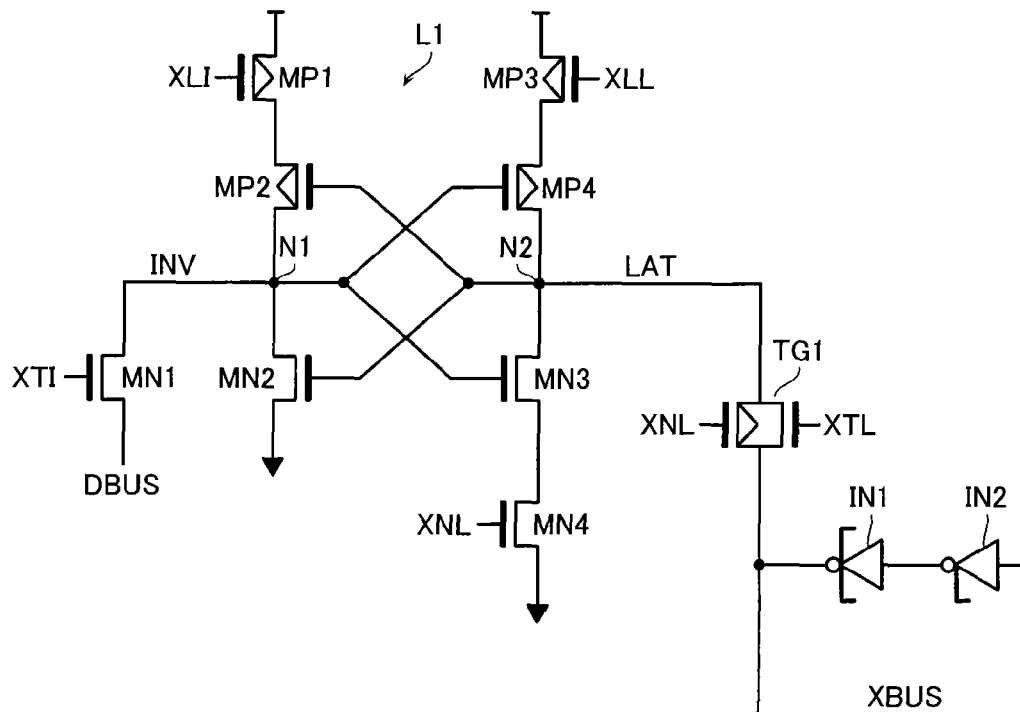 L1
XLI
MP1
MP3
XLL
MP2
MP4
N1
N2
INV
LAT
TG1
XTI
MN1
MN2
MN3
XNL
XTL
DBUS
IN1
IN2
XNL
MN4
XBUS